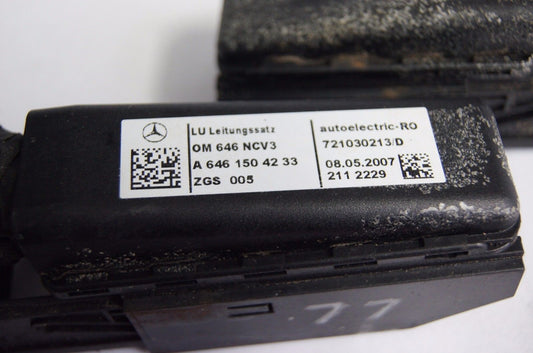 LU Leitungssatz
OM 646 NCV3
A 646 150 42 33
ZGS 005
autoelectric-RO
721030213/D
08.05.2007
211 2229